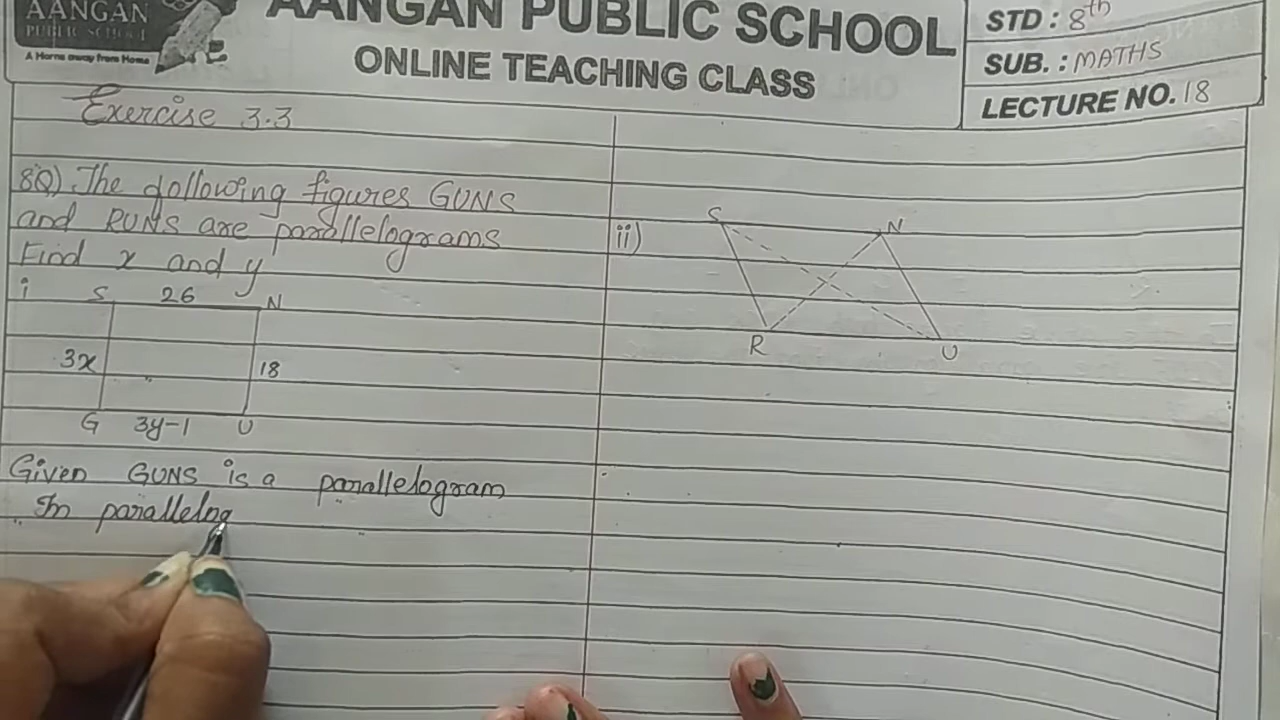 AANGAN
PUBLIC SCHOOL
A Home away from Home
AANGAN PUBLIC SCHOOL
ONLINE TEACHING CLASS
STD : 8th
SUB. : MATHS
LECTURE NO. 18
Exercise 3.3
8Q) The following figures GUNS
and RUNS are parallelograms
Find x and y
i
S 26 N
3x 18
G 3y-1 U
Given GUNS is a parallelogram
In parallelog
ii)
S N
R U